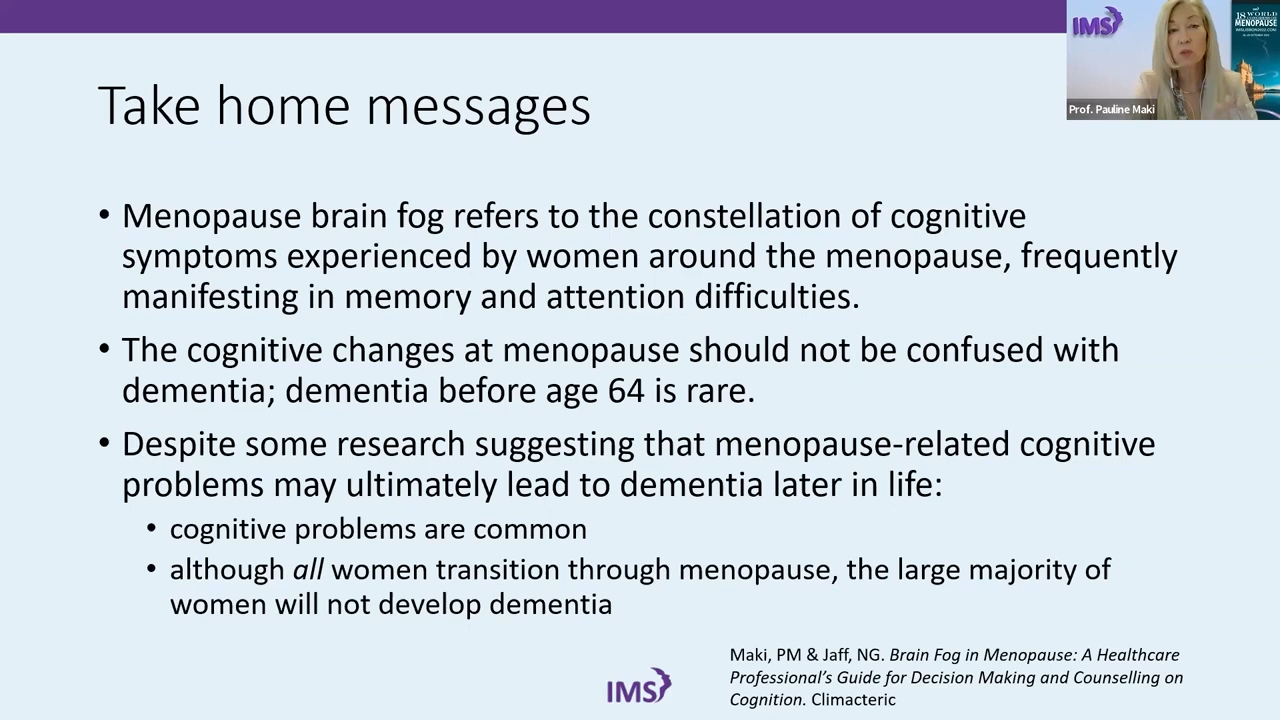 IMS
18 WORLD
MENOPAUSE
Prof. Pauline Maki
Take home messages
• Menopause brain fog refers to the constellation of cognitive
symptoms experienced by women around the menopause, frequently
manifesting in memory and attention difficulties.
• The cognitive changes at menopause should not be confused with
dementia; dementia before age 64 is rare.
• Despite some research suggesting that menopause-related cognitive
problems may ultimately lead to dementia later in life:
• cognitive problems are common
• although all women transition through menopause, the large majority of
women will not develop dementia
Maki, PM & Jaff, NG. Brain Fog in Menopause: A Healthcare
Professional’s Guide for Decision Making and Counselling on
Cognition. Climacteric
IMS